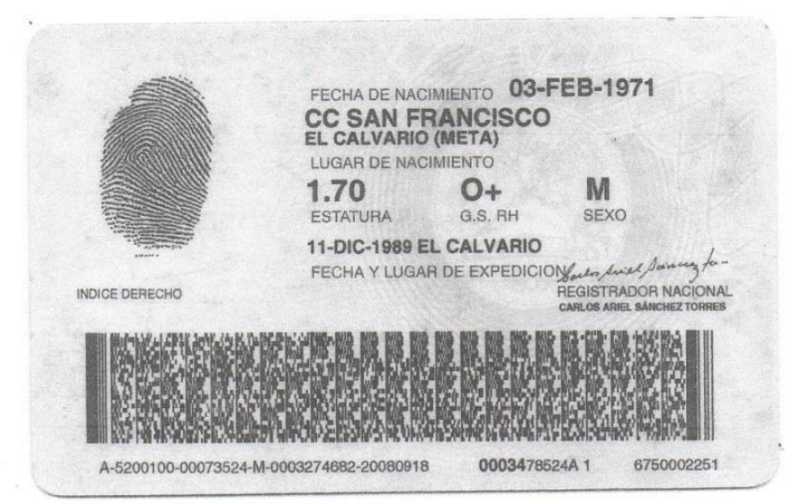 FECHA DE NACIMIENTO 03-FEB-1971
CC SAN FRANCISCO
EL CALVARIO (META)
LUGAR DE NACIMIENTO
1.70 O+ M
ESTATURA G.S. RH SEXO
11-DIC-1989 EL CALVARIO
FECHA Y LUGAR DE EXPEDICION
INDICE DERECHO
REGISTRADOR NACIONAL
CARLOS ARIEL SÁNCHEZ TORRES
A-5200100-00073524-M-0003274682-20080918 0003478524A 1 6750002251